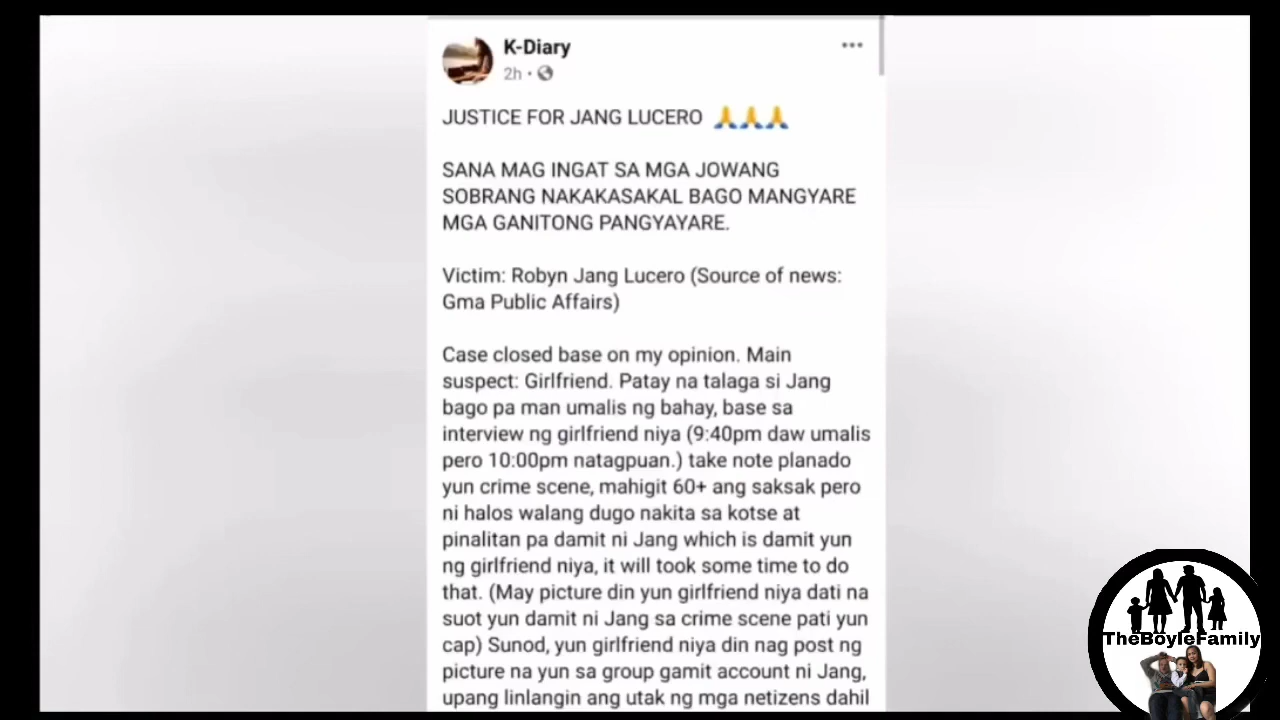 K-Diary
2h
JUSTICE FOR JANG LUCERO 🙏🙏🙏
SANA MAG INGAT SA MGA JOWANG
SOBRANG NAKAKASAKAL BAGO MANGYARE
MGA GANITONG PANGYAYARE.
Victim: Robyn Jang Lucero (Source of news:
Gma Public Affairs)
Case closed base on my opinion. Main
suspect: Girlfriend. Patay na talaga si Jang
bago pa man umalis ng bahay, base sa
interview ng girlfriend niya (9:40pm daw umalis
pero 10:00pm natagpuan.) take note planado
yun crime scene, mahigit 60+ ang saksak pero
ni halos walang dugo nakita sa kotse at
pinalitan pa damit ni Jang which is damit yun
ng girlfriend niya, it will took some time to do
that. (May picture din yun girlfriend niya dati na
suot yun damit ni Jang sa crime scene pati yun
cap) Sunod, yun girlfriend niya din nag post ng
picture na yun sa group gamit account ni Jang,
upang linlangin ang utak ng mga netizens dahil
TheBoyleFamily